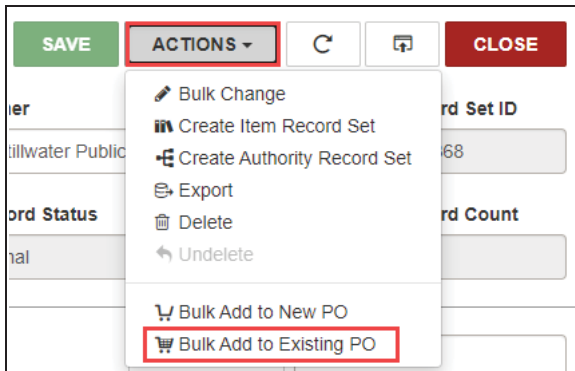 SAVE ACTIONS CLOSE
Bulk Change
ner rd Set ID
Create Item Record Set
tillwater Public 68
Create Authority Record Set
Export
ord Status Delete rd Count
nal Undelete
Bulk Add to New PO
Bulk Add to Existing PO